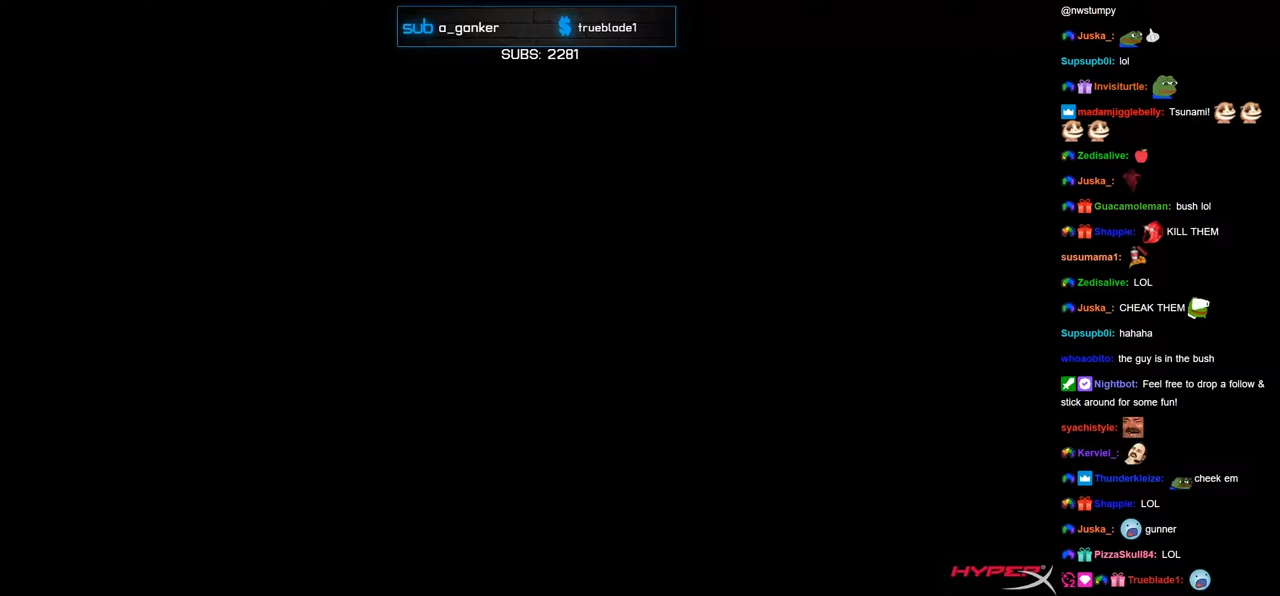 sub a_ganker $ trueblade1
SUBS: 2281
@nwstumpy
Juska_:
Supsupb0i: lol
Invisiturtle:
madamjigglebelly: Tsunami!
Zedisalive:
Juska_:
Guacamoleman: bush lol
Shappie: KILL THEM
susumama1:
Zedisalive: LOL
Juska_: CHEAK THEM
Supsupb0i: hahaha
whoaobito: the guy is in the bush
Nightbot: Feel free to drop a follow &
stick around for some fun!
syachistyle:
Kerviel_:
Thunderkleize: cheek em
Shappie: LOL
Juska_: gunner
PizzaSkull84: LOL
Trueblade1:
HYPERX